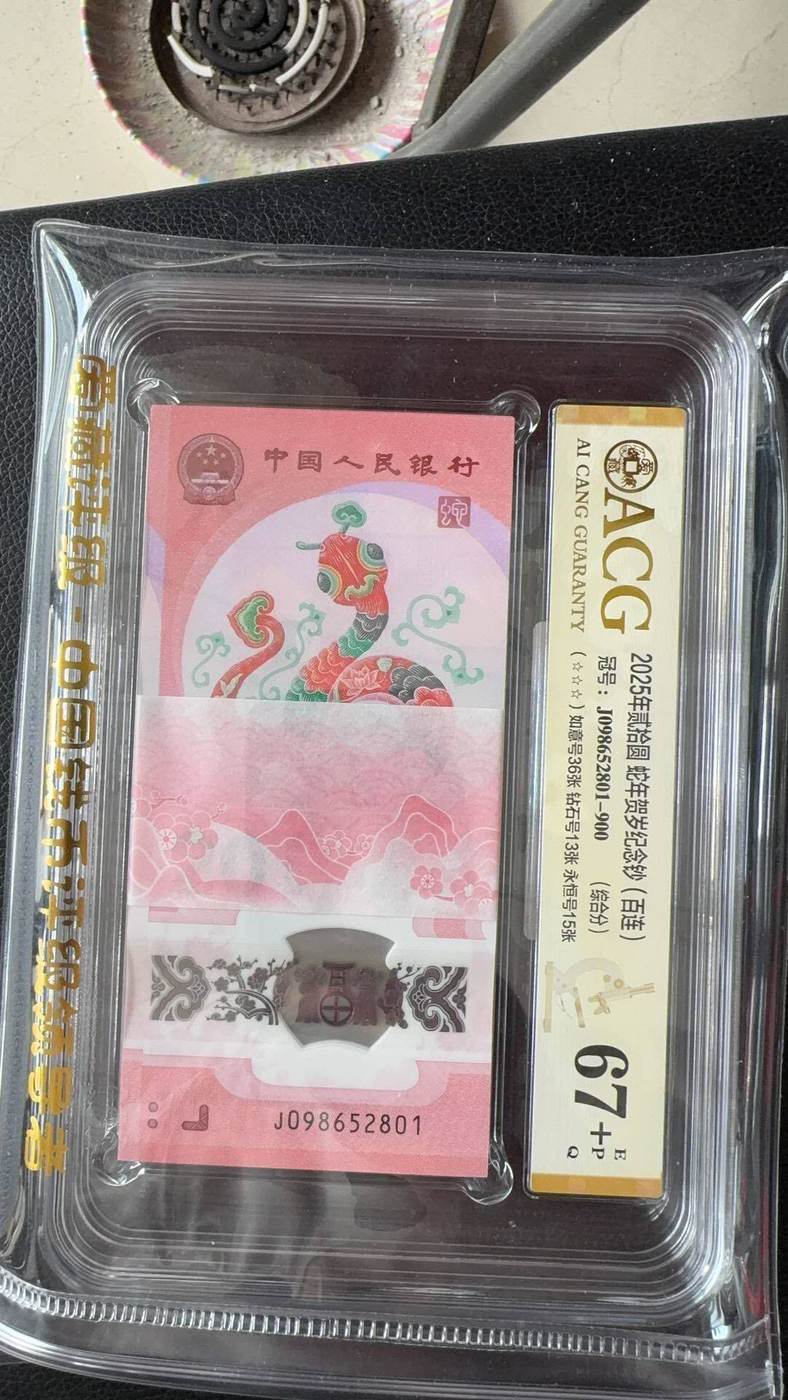 中国人民银行
蛇
J098652801
ACG
AI CANG GUARANTY
2025年贰拾圆 蛇年贺岁纪念钞（百连）
冠号：J098652801-900 （综合分）
（☆☆☆）如意号36张 钻石号13张 永恒号15张
67+
E
P
Q
爱藏评级-中国钱币评级领导者